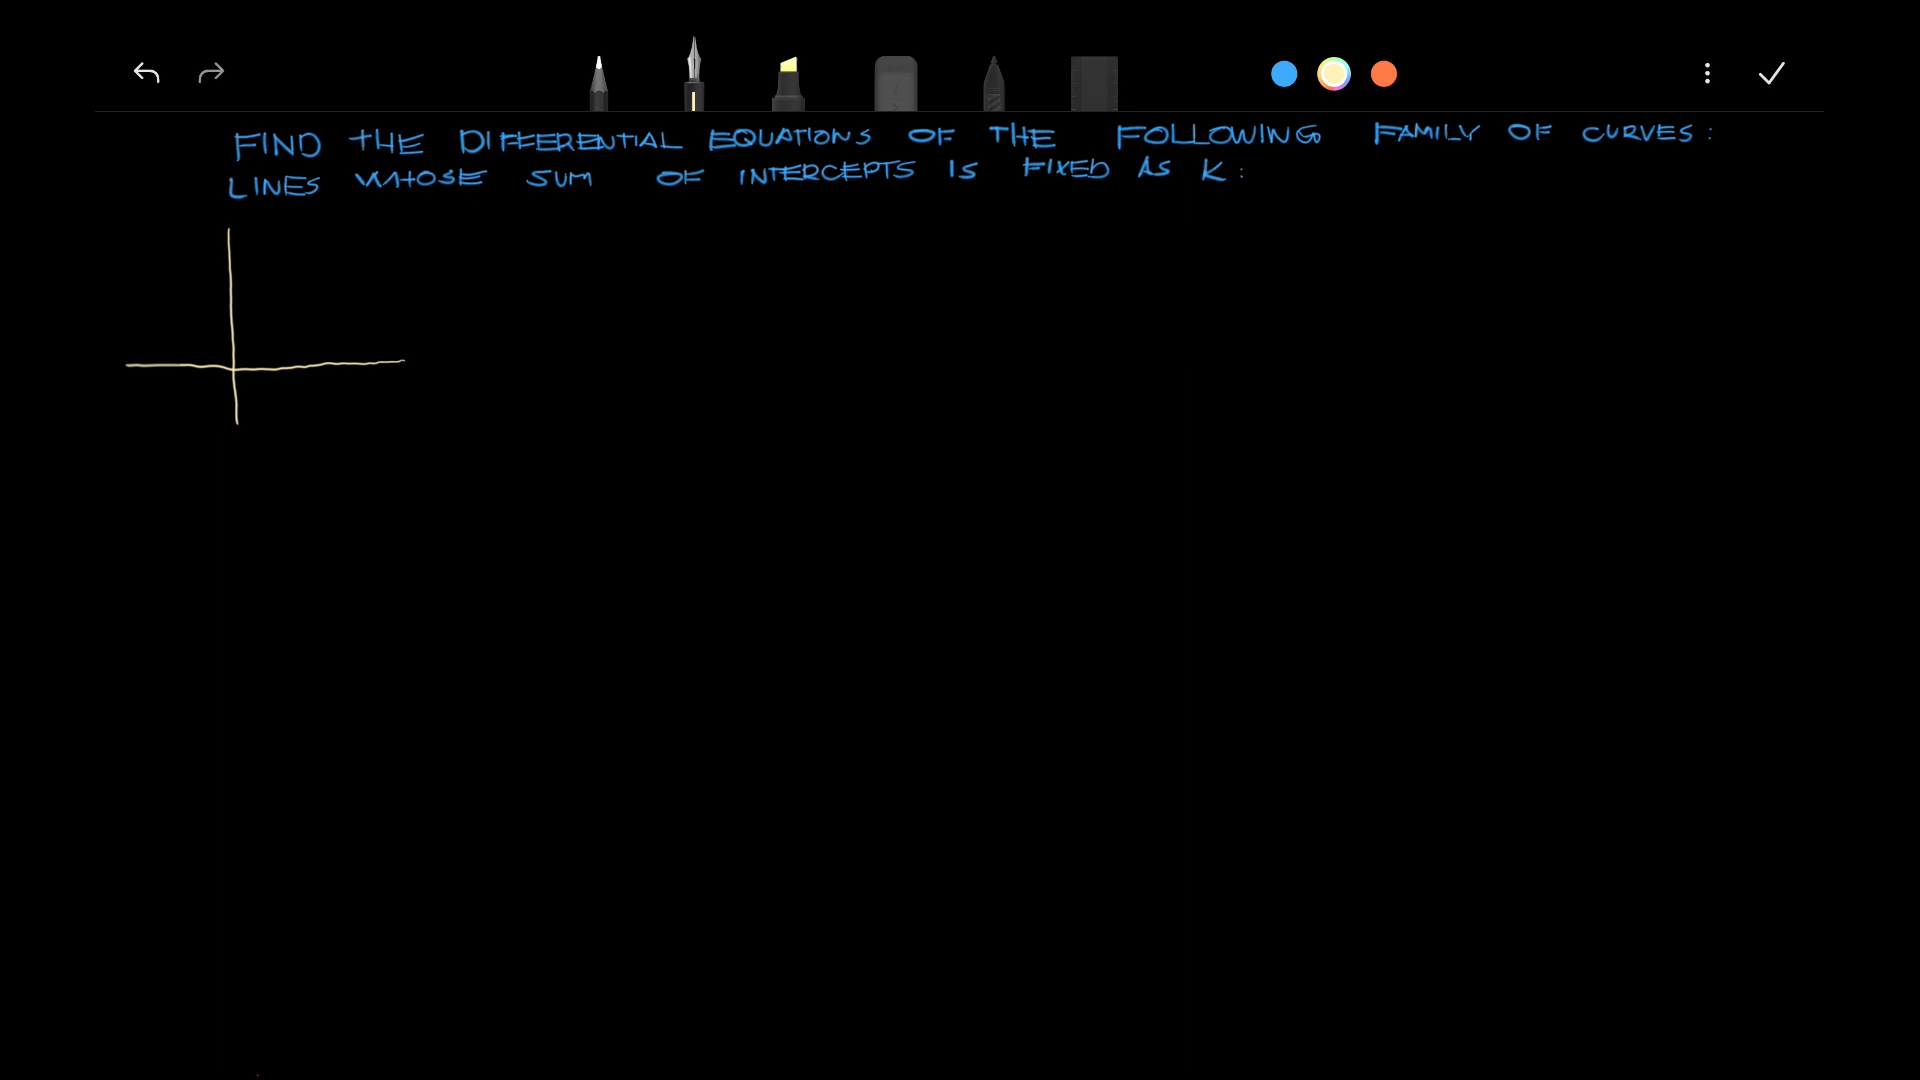 FIND THE DIFFERENTIAL EQUATIONS OF THE FOLLOWING FAMILY OF CURVES:
LINES WHOSE SUM OF INTERCEPTS IS FIXED AS K: